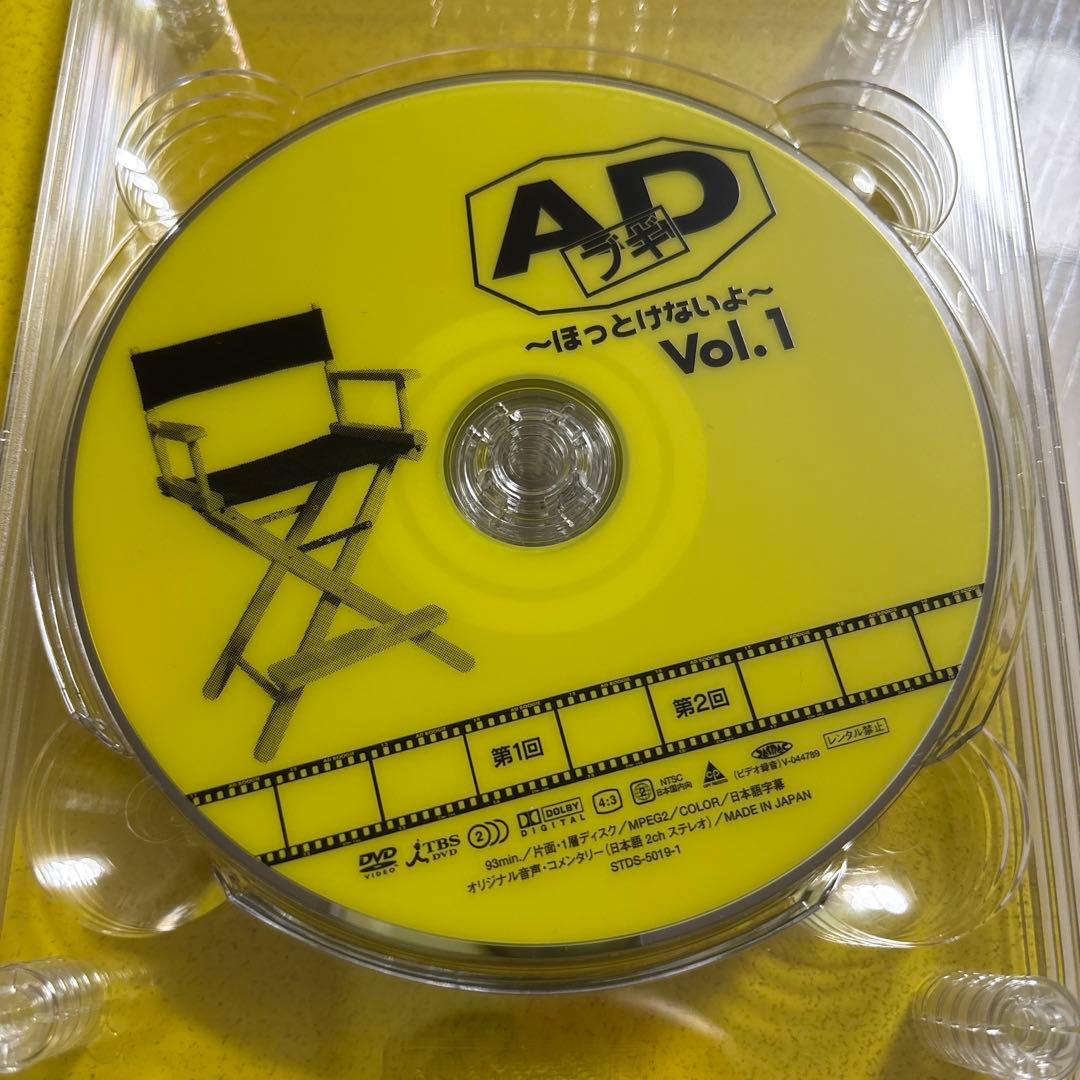 AD
ブギ
～ほっとけないよ～
Vol.1
第1回
第2回
DVD
VIDEO
TBS
DVD
2
DOLBY
DIGITAL
4:3
2
NTSC
日本国内向
CP
JASRAC
(ビデオ録音)V-044789
レンタル禁止
93min./片面・1層ディスク/MPEG2/COLOR/日本語字幕
オリジナル音声・コメンタリー(日本語 2ch ステレオ)/MADE IN JAPAN
STDS-5019-1